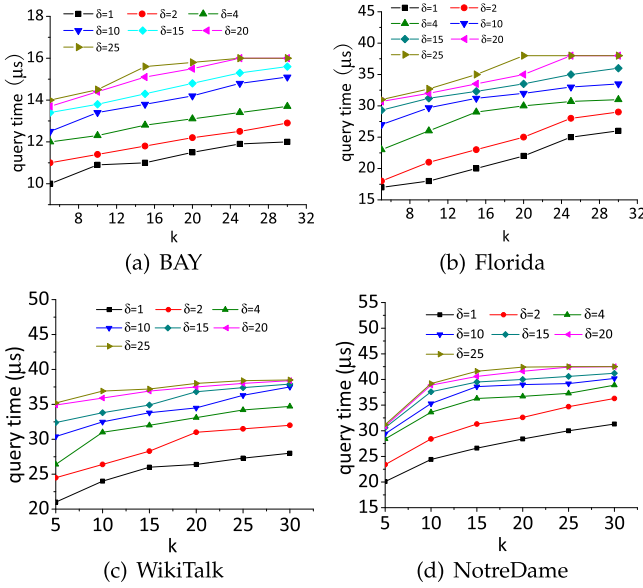 δ=1 δ=2 δ=4
δ=10 δ=15 δ=20
δ=25
query time (μs)
16
14
12
10
8 12 16 20 24 28 32
k
(a) BAY
δ=1 δ=2
δ=4 δ=10
δ=15 δ=20
δ=25
query time (μs)
45
40
35
30
25
20
15
8 12 16 20 24 28 32
k
(b) Florida
δ=1 δ=2 δ=4
δ=10 δ=15 δ=20
δ=25
query time (μs)
50
45
40
35
30
25
20
5 10 15 20 25 30
k
(c) WikiTalk
δ=1 δ=2 δ=4
δ=10 δ=15 δ=20
δ=25
query time (μs)
55
50
45
40
35
30
25
20
15
5 10 15 20 25 30
k
(d) NotreDame